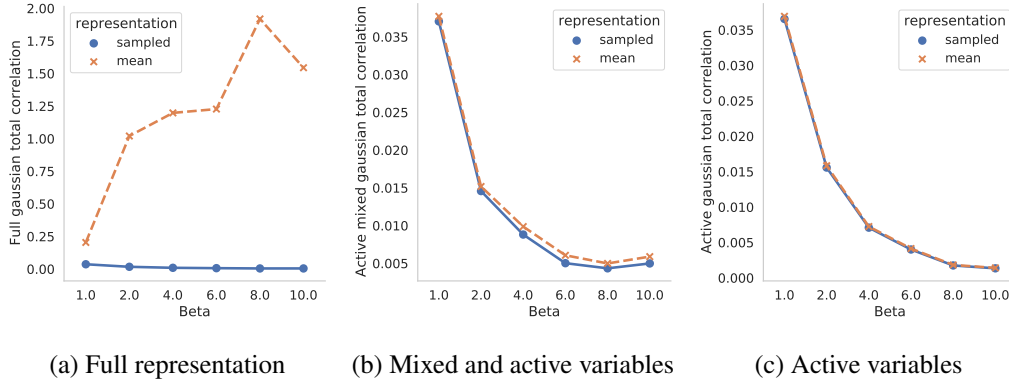 Full gaussian total correlation
2.00
1.75
1.50
1.25
1.00
0.75
0.50
0.25
0.00
representation
sampled
mean
1.0 2.0 4.0 6.0 8.0 10.0
Beta
(a) Full representation
Active mixed gaussian total correlation
0.035
0.030
0.025
0.020
0.015
0.010
0.005
representation
sampled
mean
1.0 2.0 4.0 6.0 8.0 10.0
Beta
(b) Mixed and active variables
Active gaussian total correlation
0.035
0.030
0.025
0.020
0.015
0.010
0.005
0.000
representation
sampled
mean
1.0 2.0 4.0 6.0 8.0 10.0
Beta
(c) Active variables